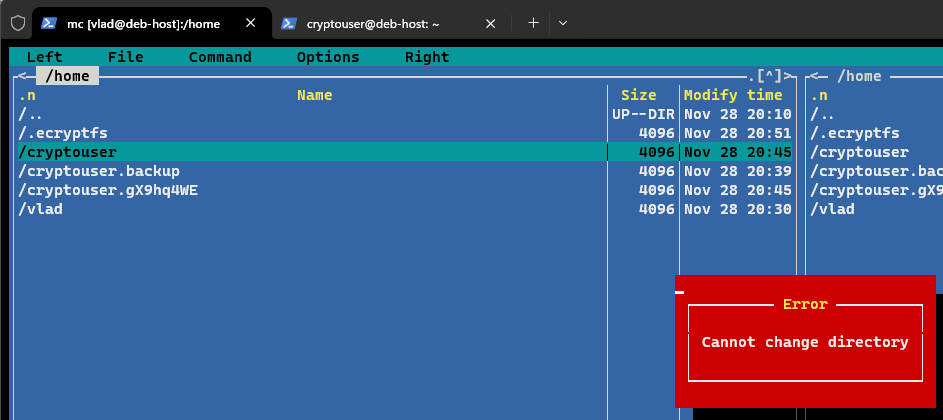 mc [vlad@deb-host]:/home cryptouser@deb-host: ~
Left File Command Options Right
<— /home .[^]> <— /home
.n Name Size Modify time .n
/.. UP--DIR Nov 28 20:10 /..
/.ecryptfs 4096 Nov 28 20:51 /.ecryptfs
/cryptouser 4096 Nov 28 20:45 /cryptouser
/cryptouser.backup 4096 Nov 28 20:39 /cryptouser.bac
/cryptouser.gX9hq4WE 4096 Nov 28 20:45 /cryptouser.gX9
/vlad 4096 Nov 28 20:30 /vlad
Error
Cannot change directory